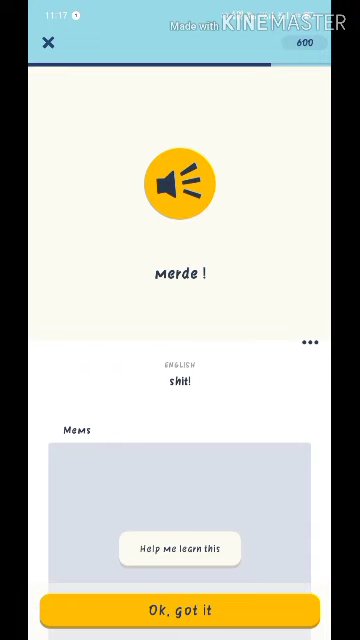 11:17
Made with KINEMASTER
600
Merde !
ENGLISH
shit!
Mems
Help me learn this
Ok, got it